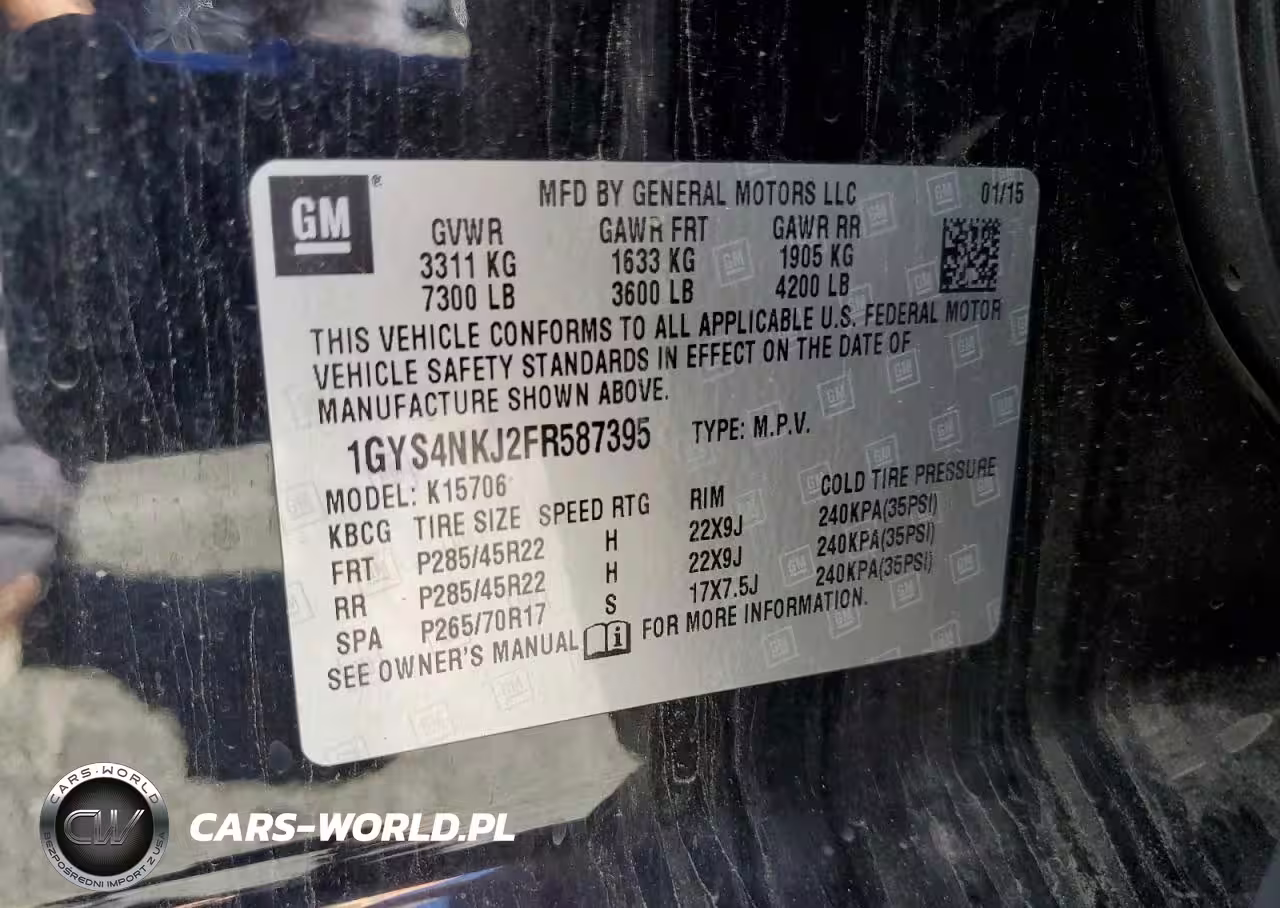 GM®
MFD BY GENERAL MOTORS LLC 01/15
GVWR GAWR FRT GAWR RR
3311 KG 1633 KG 1905 KG
7300 LB 3600 LB 4200 LB
THIS VEHICLE CONFORMS TO ALL APPLICABLE U.S. FEDERAL MOTOR
VEHICLE SAFETY STANDARDS IN EFFECT ON THE DATE OF
MANUFACTURE SHOWN ABOVE.
1GYS4NKJ2FR587395 TYPE: M.P.V.
MODEL: K15706
KBCG TIRE SIZE SPEED RTG RIM COLD TIRE PRESSURE
FRT P285/45R22 H 22X9J 240KPA(35PSI)
RR P285/45R22 H 22X9J 240KPA(35PSI)
SPA P265/70R17 S 17X7.5J 240KPA(35PSI)
SEE OWNER'S MANUAL i FOR MORE INFORMATION.
CARS-WORLD
CW
BEZPOŚREDNI IMPORT Z USA
CARS-WORLD.PL